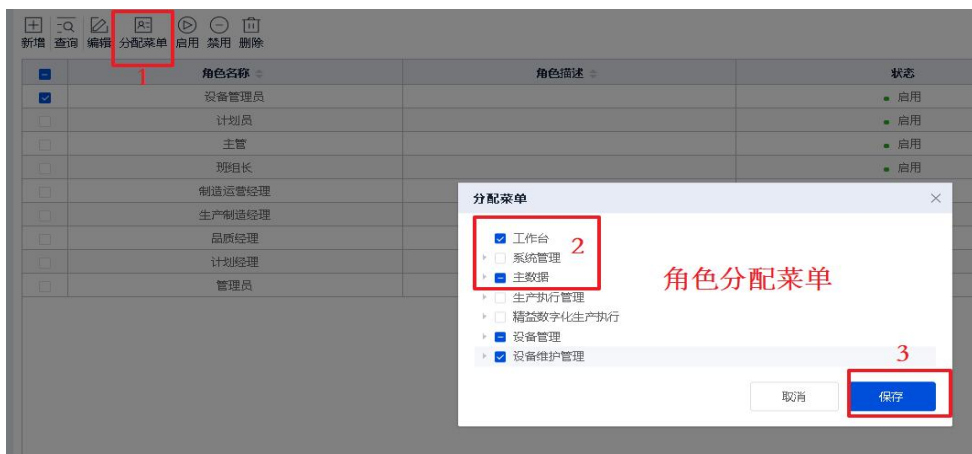 新增 查询 编辑 分配菜单 启用 禁用 删除
1
角色名称 角色描述 状态
设备管理员 启用
计划员 启用
主管 启用
班组长 启用
制造运营经理
生产制造经理
品质经理
计划经理
管理员
分配菜单
工作台
2
系统管理
主数据
角色分配菜单
生产执行管理
精益数字化生产执行
设备管理
设备维护管理
3
取消 保存